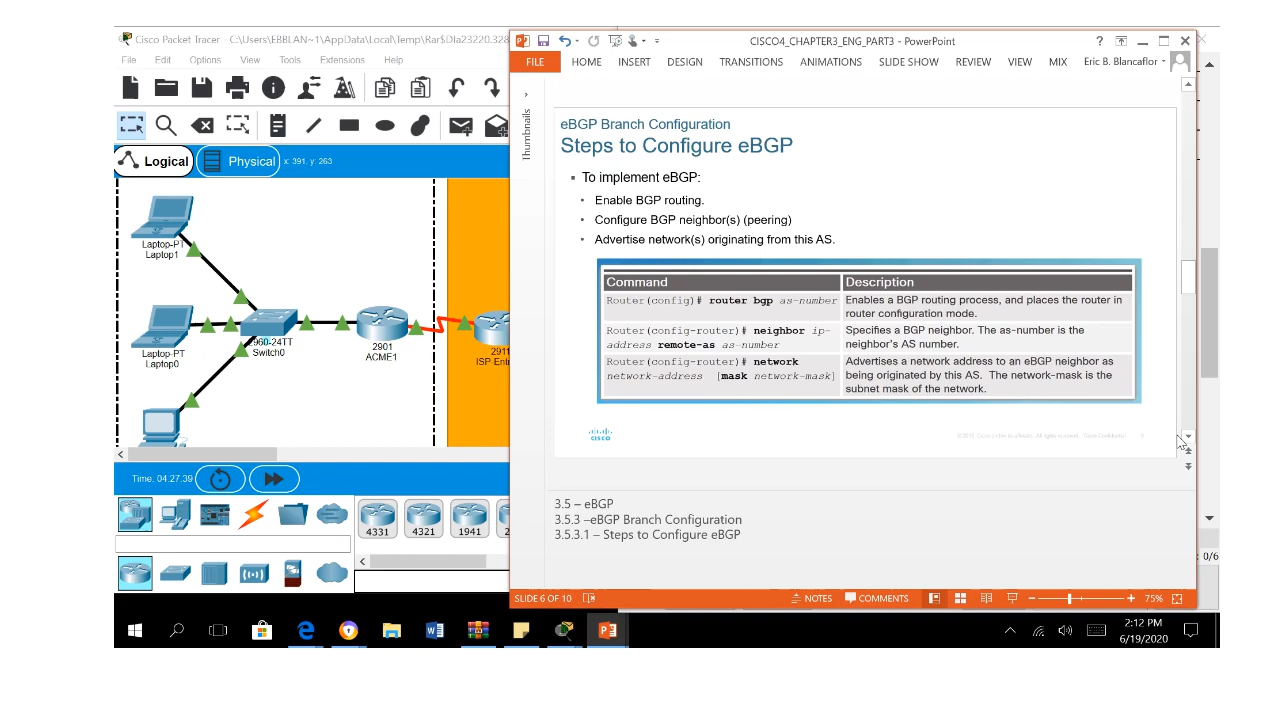 Cisco Packet Tracer - C:\Users\EBBLAN~1\AppData\Local\Temp\Rar$DIa23220.328
File Edit Options View Tools Extensions Help
Logical Physical x: 391, y: 263
Laptop-PT
Laptop1
Laptop-PT
Laptop0
2960-24TT
Switch0
2901
ACME1
2911
ISP-Ent
Time: 04:27:39
4331 4321 1941 2
CISCO4_CHAPTER3_ENG_PART3 - PowerPoint
FILE HOME INSERT DESIGN TRANSITIONS ANIMATIONS SLIDE SHOW REVIEW VIEW MIX Eric B. Blancaflor
Thumbnails
eBGP Branch Configuration
Steps to Configure eBGP
▪ To implement eBGP:
• Enable BGP routing.
• Configure BGP neighbor(s) (peering)
• Advertise network(s) originating from this AS.
Command Description
Router(config)# router bgp as-number Enables a BGP routing process, and places the router in
router configuration mode.
Router(config-router)# neighbor ip- Specifies a BGP neighbor. The as-number is the
address remote-as as-number neighbor's AS number.
Router(config-router)# network Advertises a network address to an eBGP neighbor as
network-address [mask network-mask] being originated by this AS. The network-mask is the
subnet mask of the network.
CISCO
3.5 – eBGP
3.5.3 –eBGP Branch Configuration
3.5.3.1 – Steps to Configure eBGP
SLIDE 6 OF 10 NOTES COMMENTS 75%
: 0/6
2:12 PM
6/19/2020